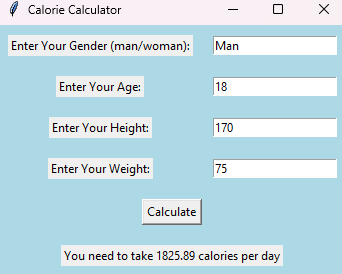 Calorie Calculator
Enter Your Gender (man/woman): Man
Enter Your Age: 18
Enter Your Height: 170
Enter Your Weight: 75
Calculate
You need to take 1825.89 calories per day